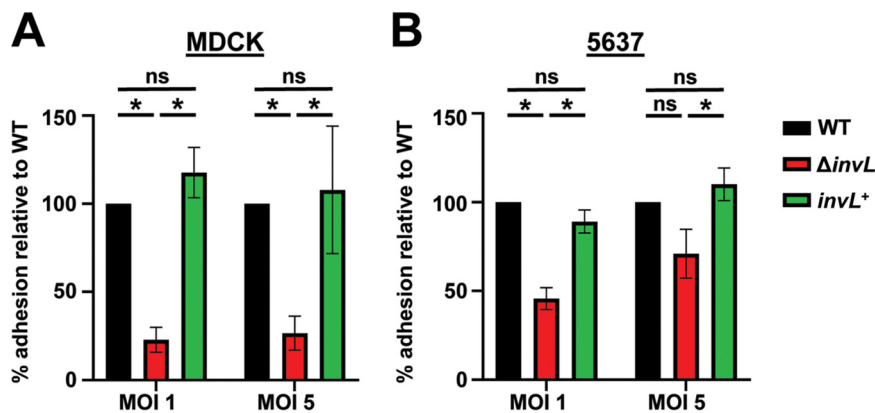 A
MDCK
ns
ns
* *
* *
% adhesion relative to WT
150
100
50
0
MOI 1
MOI 5
B
5637
ns
ns
* *
ns *
% adhesion relative to WT
150
100
50
0
MOI 1
MOI 5
WT
ΔinvL
invL⁺